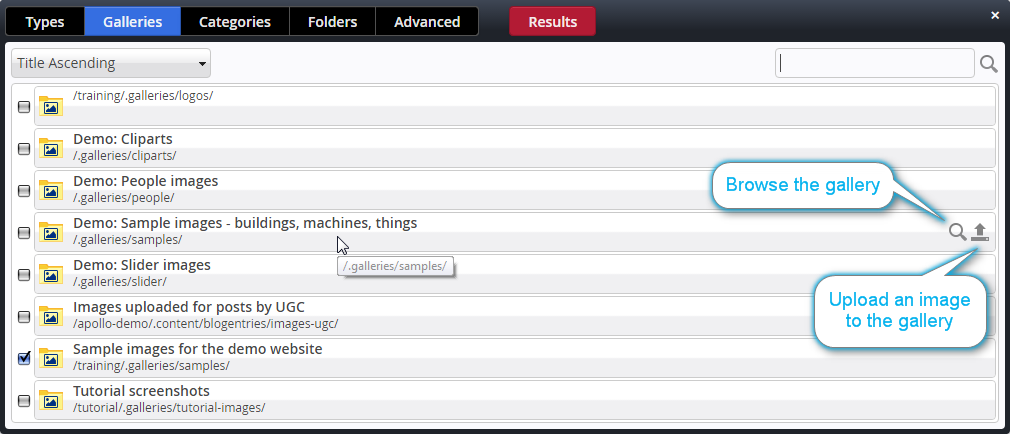 Types Galleries Categories Folders Advanced Results ×
Title Ascending
/training/.galleries/logos/
Demo: Cliparts
/.galleries/cliparts/
Demo: People images
/.galleries/people/
Browse the gallery
Demo: Sample images - buildings, machines, things
/.galleries/samples/
/.galleries/samples/
Demo: Slider images
/.galleries/slider/
Upload an image
to the gallery
Images uploaded for posts by UGC
/apollo-demo/.content/blogentries/images-ugc/
Sample images for the demo website
/training/.galleries/samples/
Tutorial screenshots
/tutorial/.galleries/tutorial-images/